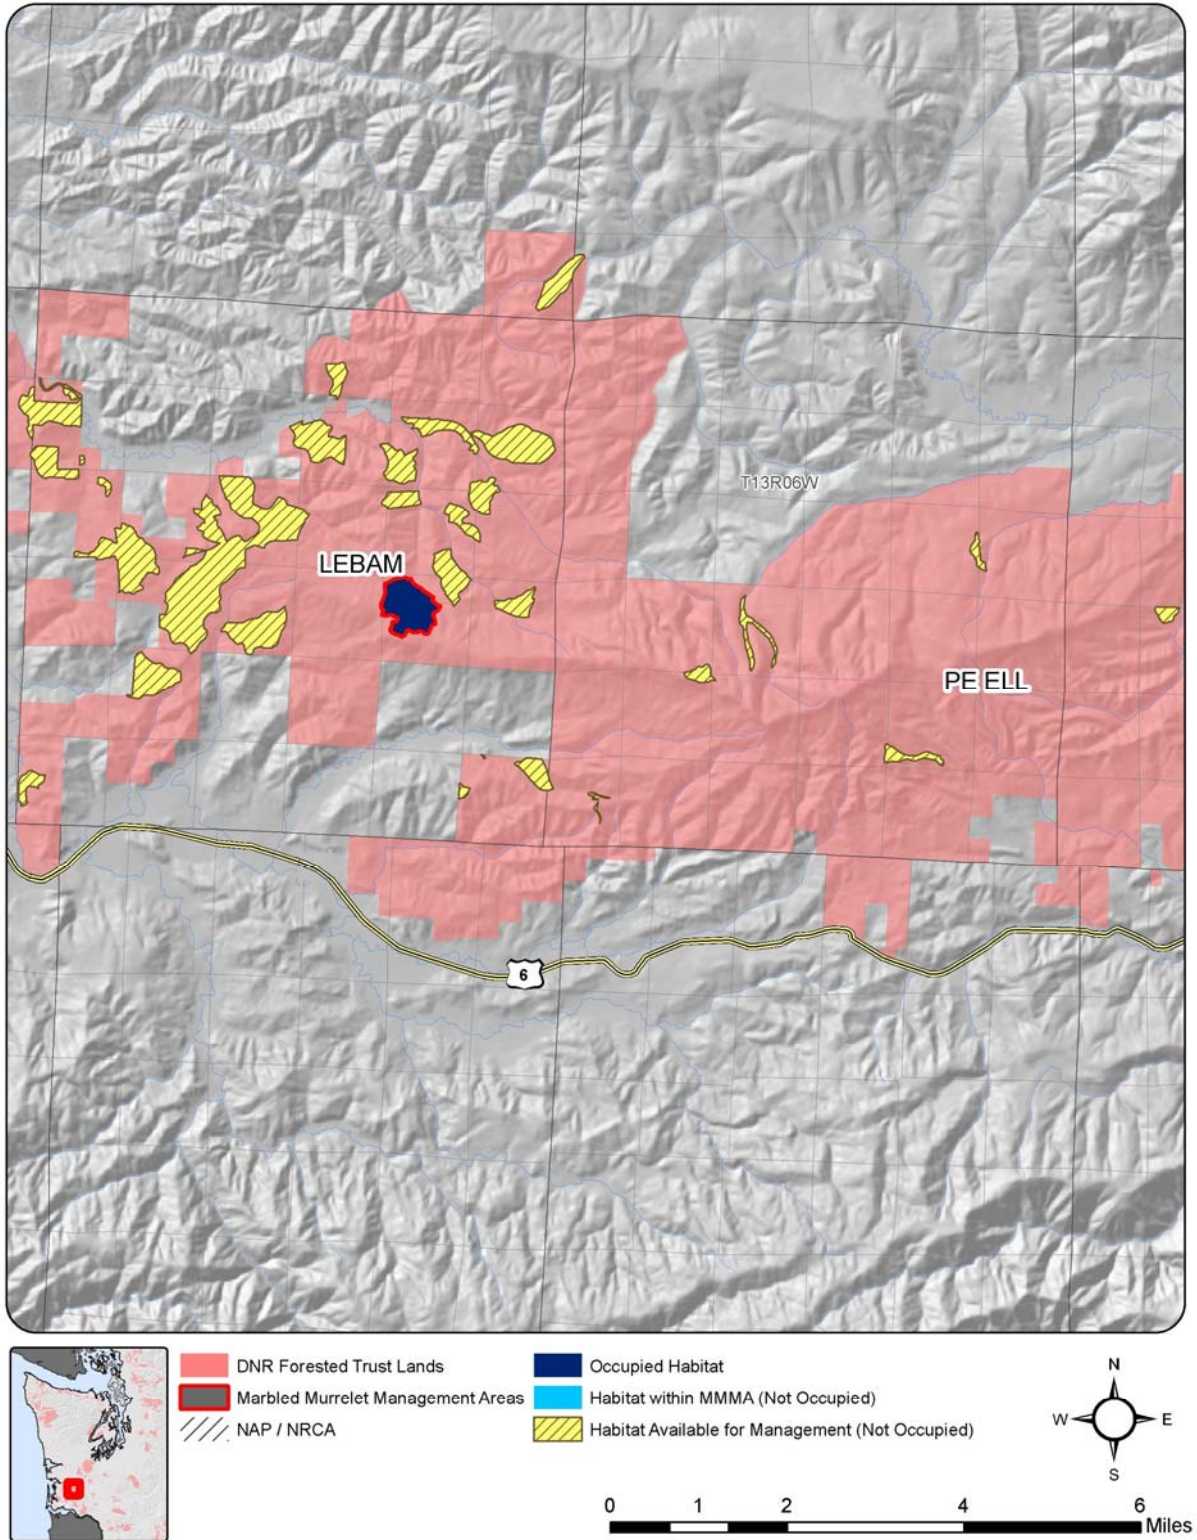 T13R06W
LEBAM
PE ELL
6
DNR Forested Trust Lands
Marbled Murrelet Management Areas
NAP / NRCA
Occupied Habitat
Habitat within MMMA (Not Occupied)
Habitat Available for Management (Not Occupied)
N
W E
S
0 1 2 4 6
Miles